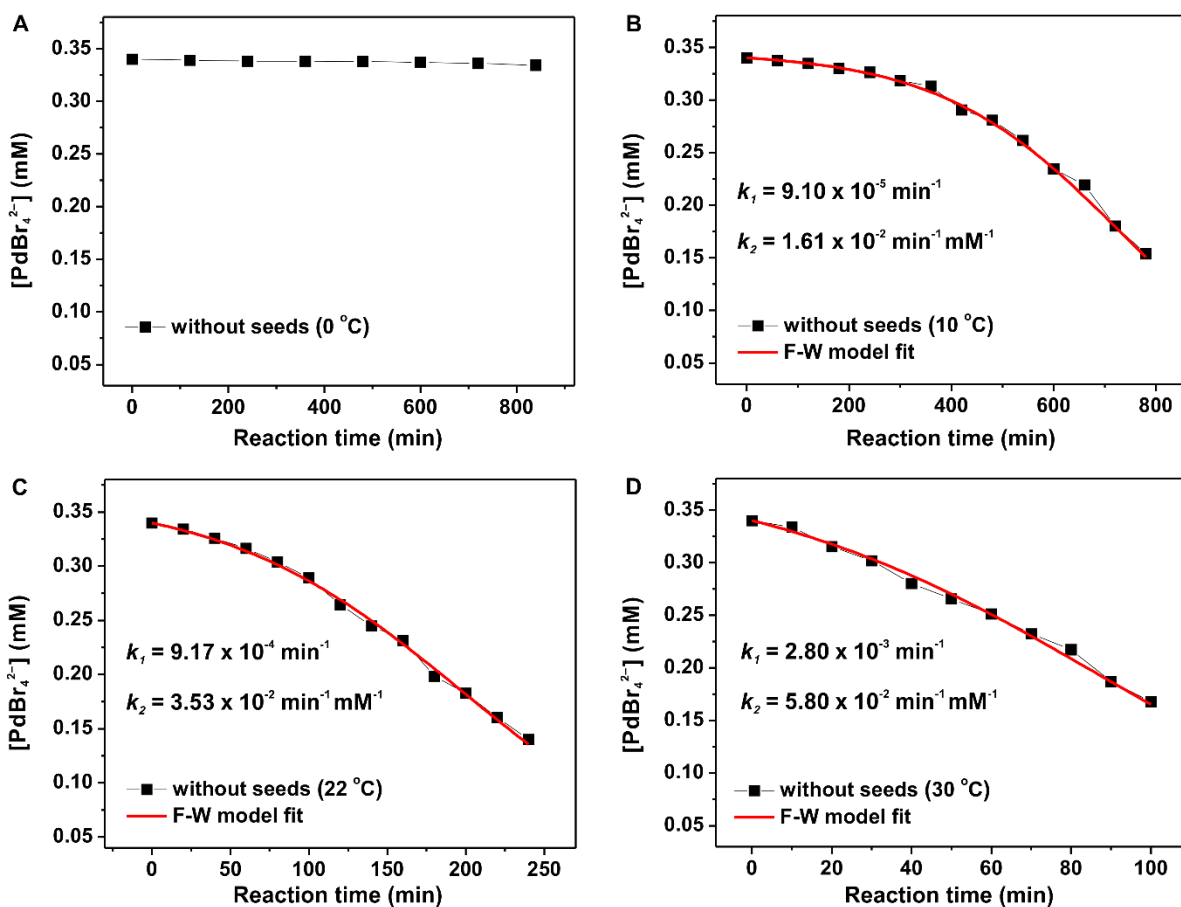 A
[PdBr₄²⁻] (mM)
0.35
0.30
0.25
0.20
0.15
0.10
0.05
without seeds (0 °C)
0 200 400 600 800
Reaction time (min)
B
[PdBr₄²⁻] (mM)
0.35
0.30
0.25
0.20
0.15
0.10
0.05
k₁ = 9.10 x 10⁻⁵ min⁻¹
k₂ = 1.61 x 10⁻² min⁻¹ mM⁻¹
without seeds (10 °C)
F-W model fit
0 200 400 600 800
Reaction time (min)
C
[PdBr₄²⁻] (mM)
0.35
0.30
0.25
0.20
0.15
0.10
0.05
k₁ = 9.17 x 10⁻⁴ min⁻¹
k₂ = 3.53 x 10⁻² min⁻¹ mM⁻¹
without seeds (22 °C)
F-W model fit
0 50 100 150 200 250
Reaction time (min)
D
[PdBr₄²⁻] (mM)
0.35
0.30
0.25
0.20
0.15
0.10
0.05
k₁ = 2.80 x 10⁻³ min⁻¹
k₂ = 5.80 x 10⁻² min⁻¹ mM⁻¹
without seeds (30 °C)
F-W model fit
0 20 40 60 80 100
Reaction time (min)